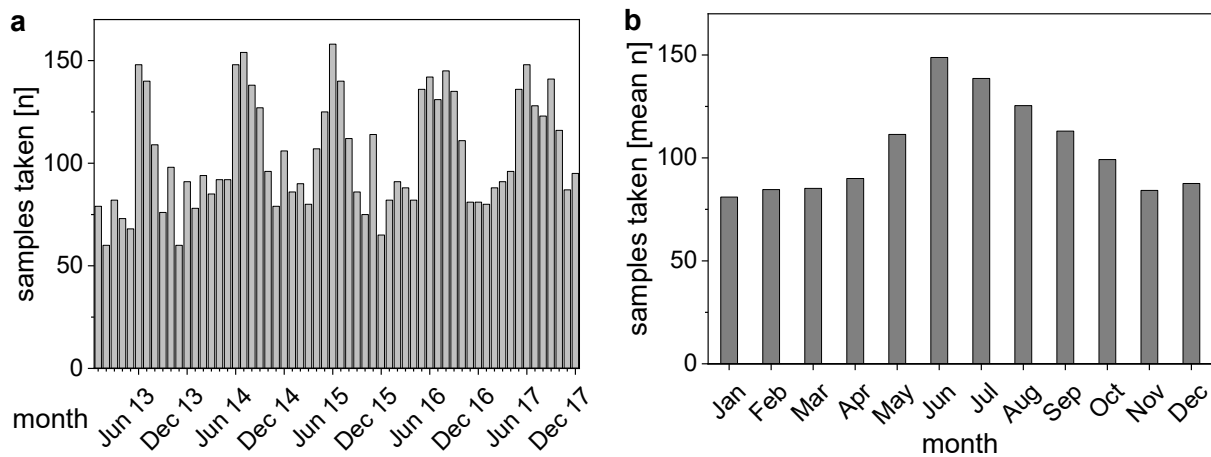 a
samples taken [n]
150
100
50
0
month
Jun 13
Dec 13
Jun 14
Dec 14
Jun 15
Dec 15
Jun 16
Dec 16
Jun 17
Dec 17
b
samples taken [mean n]
150
100
50
0
Jan
Feb
Mar
Apr
May
Jun
Jul
Aug
Sep
Oct
Nov
Dec
month